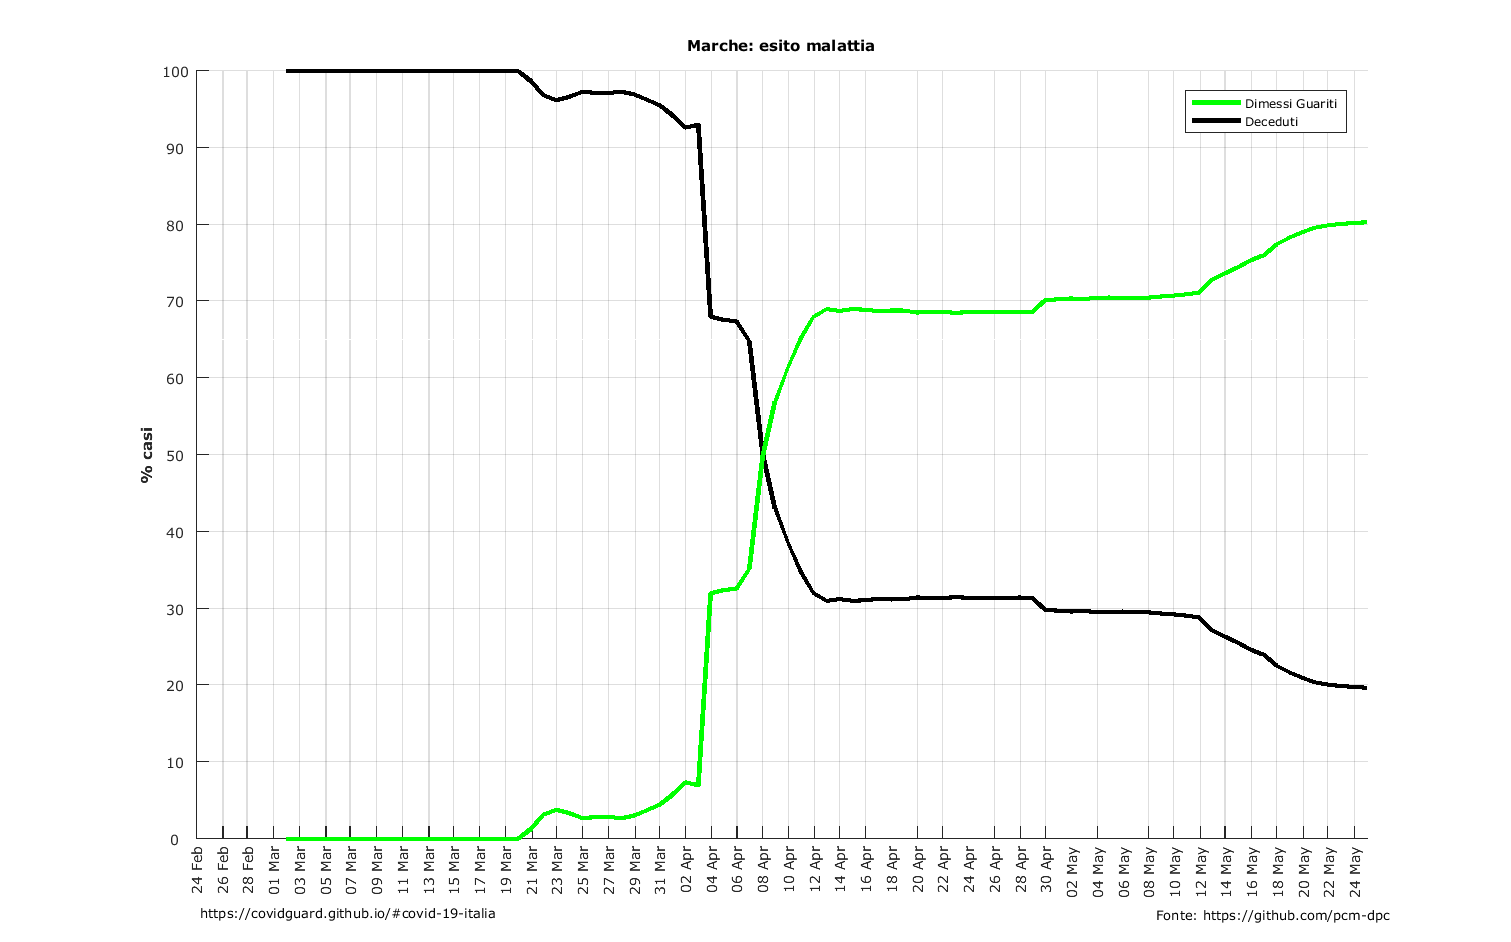 Marche: esito malattia
Dimessi Guariti
Deceduti
% casi
100
90
80
70
60
50
40
30
20
10
0
24 Feb
26 Feb
28 Feb
01 Mar
03 Mar
05 Mar
07 Mar
09 Mar
11 Mar
13 Mar
15 Mar
17 Mar
19 Mar
21 Mar
23 Mar
25 Mar
27 Mar
29 Mar
31 Mar
02 Apr
04 Apr
06 Apr
08 Apr
10 Apr
12 Apr
14 Apr
16 Apr
18 Apr
20 Apr
22 Apr
24 Apr
26 Apr
28 Apr
30 Apr
02 May
04 May
06 May
08 May
10 May
12 May
14 May
16 May
18 May
20 May
22 May
24 May
https://covidguard.github.io/#covid-19-italia
Fonte: https://github.com/pcm-dpc